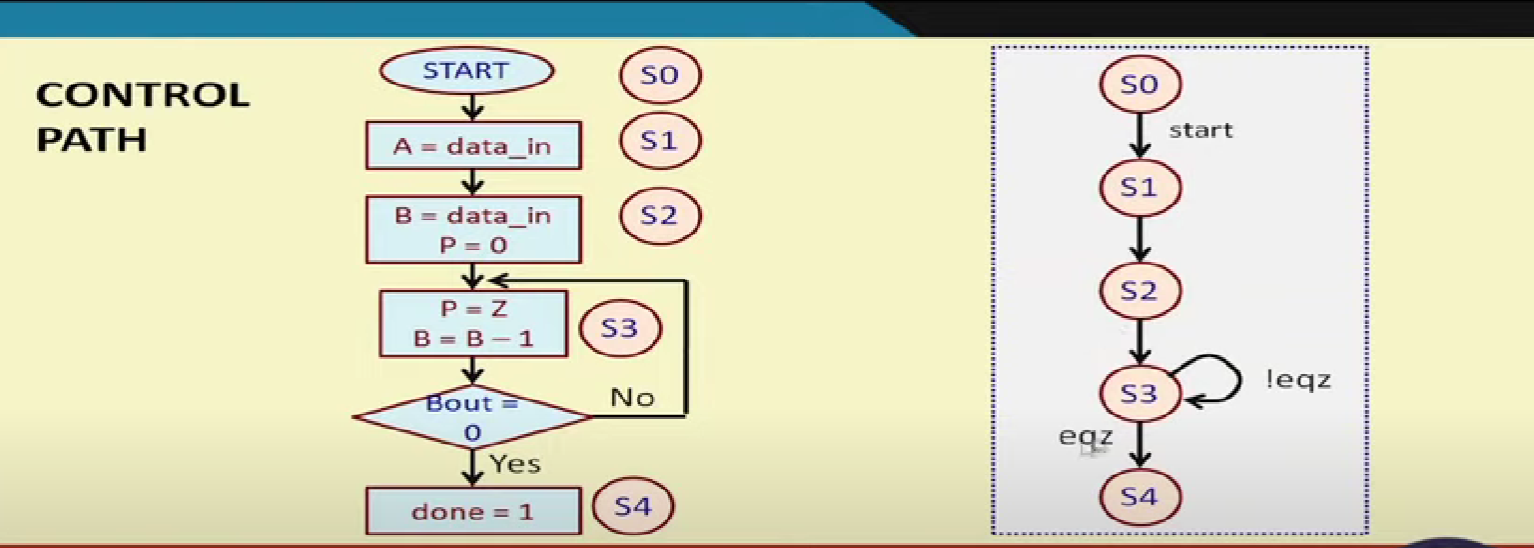 CONTROL
PATH
START
S0
A = data_in
S1
B = data_in
P = 0
S2
P = Z
B = B – 1
S3
Bout =
0
No
Yes
done = 1
S4
S0
start
S1
S2
S3
!eqz
eqz
S4